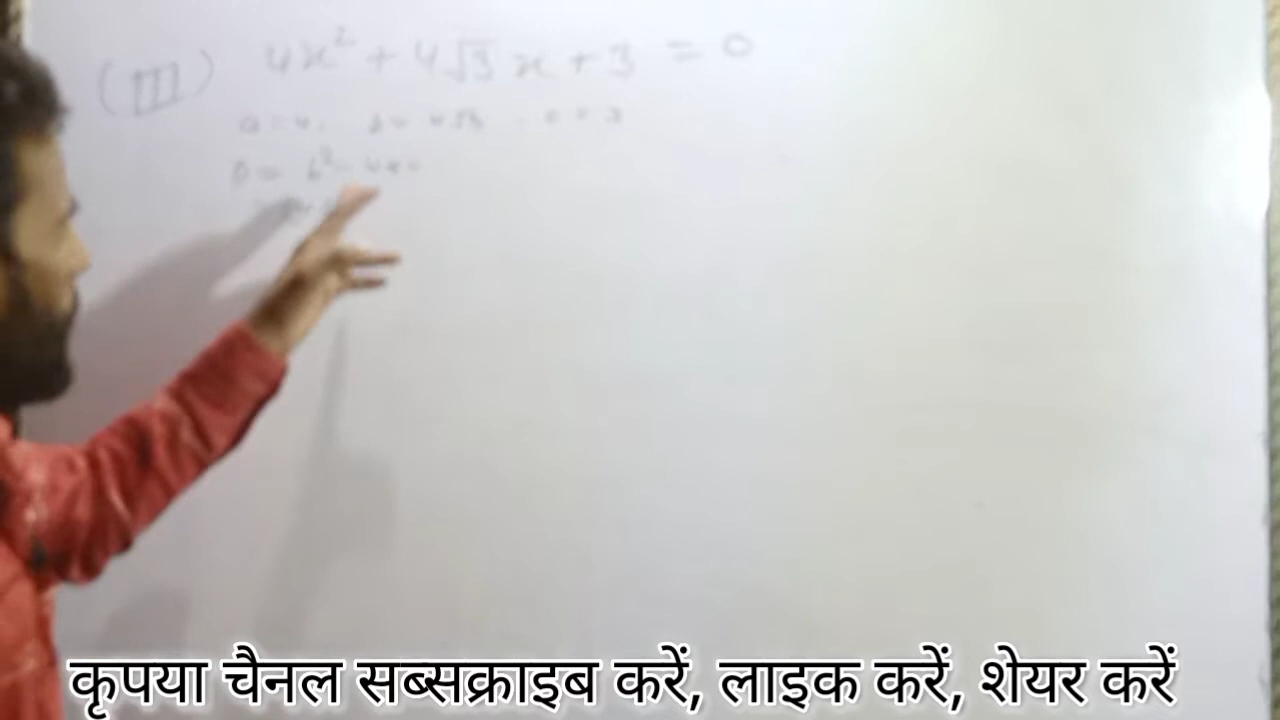 (III) 4x² + 4√3 x + 3 = 0
a = 4, b = 4√3, c = 3
D = b² - 4ac
कृपया चैनल सब्सक्राइब करें, लाइक करें, शेयर करें